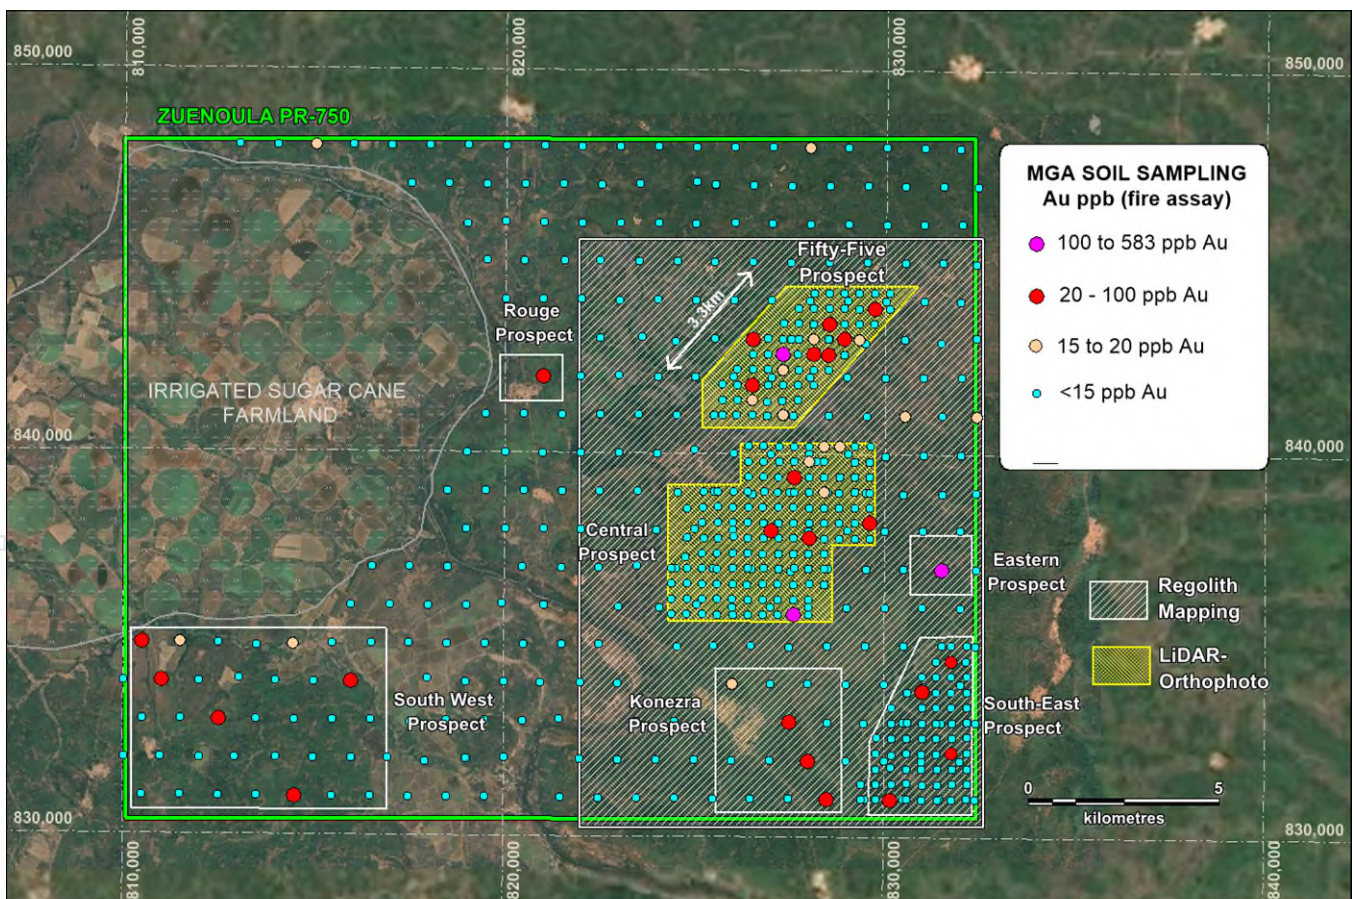 810,000
820,000
830,000
850,000
850,000
ZUENOULA PR-750
MGA SOIL SAMPLING
Au ppb (fire assay)
100 to 583 ppb Au
20 - 100 ppb Au
15 to 20 ppb Au
<15 ppb Au
Fifty-Five
Prospect
3.3km
Rouge
Prospect
IRRIGATED SUGAR CANE
FARMLAND
840,000
840,000
Central
Prospect
Eastern
Prospect
Regolith
Mapping
LiDAR-
Orthophoto
South West
Prospect
Konezra
Prospect
South-East
Prospect
0 5
kilometres
830,000
830,000
810,000
820,000
830,000
840,000